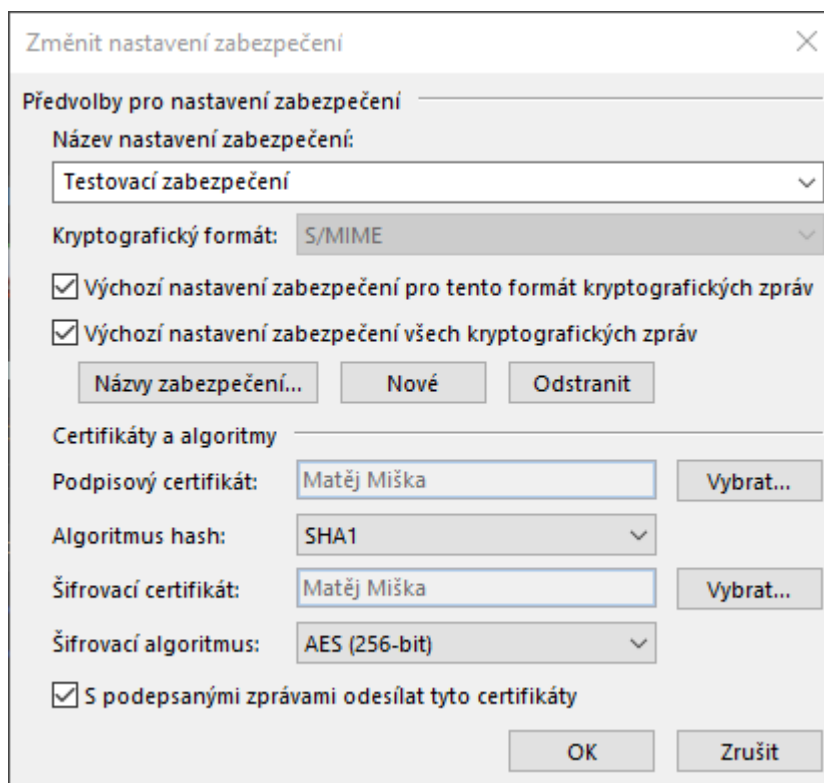 Změnit nastavení zabezpečení
Předvolby pro nastavení zabezpečení
Název nastavení zabezpečení:
Testovací zabezpečení
Kryptografický formát: S/MIME
Výchozí nastavení zabezpečení pro tento formát kryptografických zpráv
Výchozí nastavení zabezpečení všech kryptografických zpráv
Názvy zabezpečení... Nové Odstranit
Certifikáty a algoritmy
Podpisový certifikát: Matěj Miška Vybrat...
Algoritmus hash: SHA1
Šifrovací certifikát: Matěj Miška Vybrat...
Šifrovací algoritmus: AES (256-bit)
S podepsanými zprávami odesílat tyto certifikáty
OK Zrušit